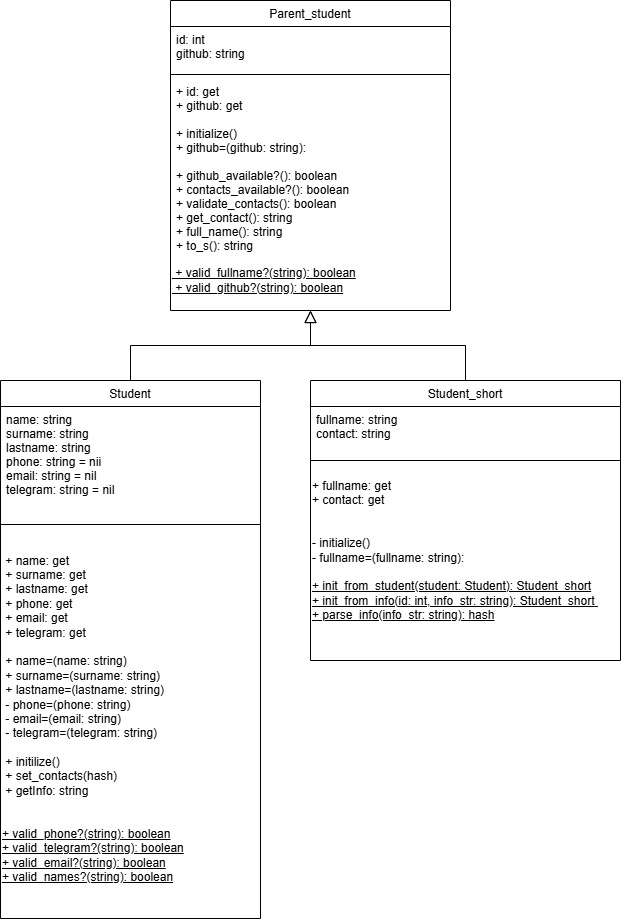 Parent_student
id: int
github: string
+ id: get
+ github: get
+ initialize()
+ github=(github: string):
+ github_available?(): boolean
+ contacts_available?(): boolean
+ validate_contacts(): boolean
+ get_contact(): string
+ full_name(): string
+ to_s(): string
+ valid_fullname?(string): boolean
+ valid_github?(string): boolean
Student
name: string
surname: string
lastname: string
phone: string = nii
email: string = nil
telegram: string = nil
+ name: get
+ surname: get
+ lastname: get
+ phone: get
+ email: get
+ telegram: get
+ name=(name: string)
+ surname=(surname: string)
+ lastname=(lastname: string)
- phone=(phone: string)
- email=(email: string)
- telegram=(telegram: string)
+ initilize()
+ set_contacts(hash)
+ getInfo: string
+ valid_phone?(string): boolean
+ valid_telegram?(string): boolean
+ valid_email?(string): boolean
+ valid_names?(string): boolean
Student_short
fullname: string
contact: string
+ fullname: get
+ contact: get
- initialize()
- fullname=(fullname: string):
+ init_from_student(student: Student): Student_short
+ init_from_info(id: int, info_str: string): Student_short
+ parse_info(info_str: string): hash